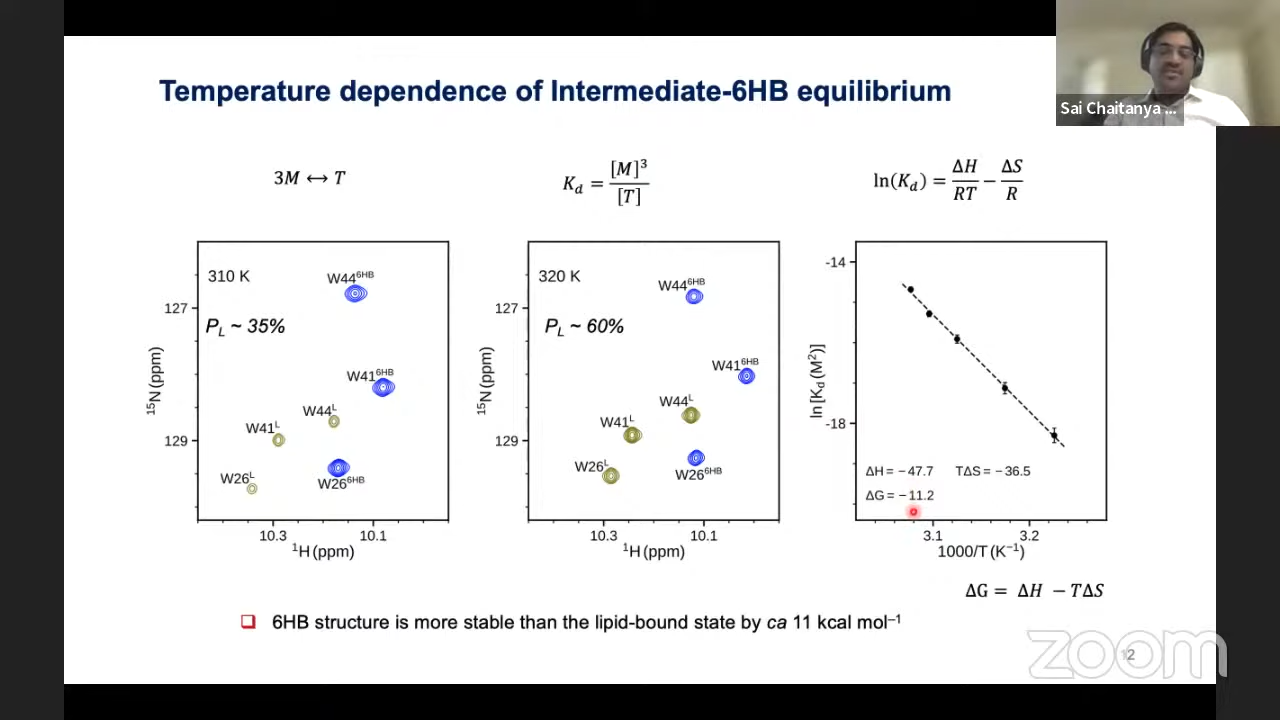 Sai Chaitanya ...
Temperature dependence of Intermediate-6HB equilibrium
3M ↔ T
K_d = [M]^3 / [T]
ln(K_d) = ΔH/RT − ΔS/R
310 K
P_L ~ 35%
W44^6HB
W41^6HB
W44^L
W41^L
W26^L
W26^6HB
127
129
15N (ppm)
10.3 10.1
1H (ppm)
320 K
P_L ~ 60%
W44^6HB
W41^6HB
W44^L
W41^L
W26^L
W26^6HB
127
129
15N (ppm)
10.3 10.1
1H (ppm)
-14
-18
ln [K_d (M^2)]
ΔH = −47.7 TΔS = −36.5
ΔG = −11.2
3.1 3.2
1000/T (K^−1)
ΔG = ΔH − TΔS
6HB structure is more stable than the lipid-bound state by ca 11 kcal mol^−1
12
zoom